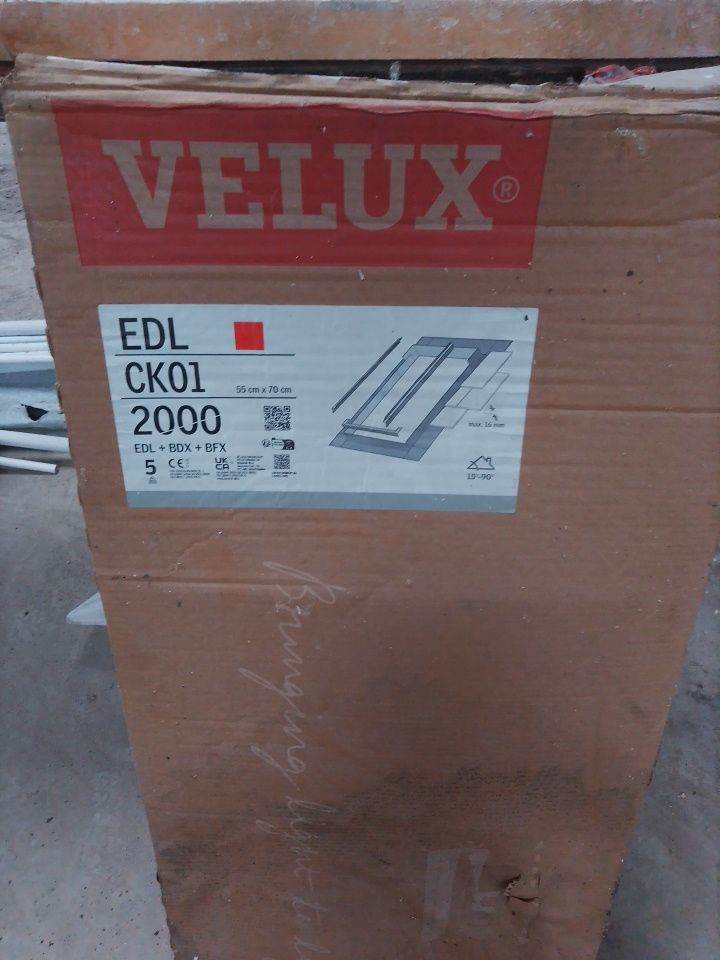 VELUX®
EDL
CK01
55 cm x 70 cm
2000
EDL + BDX + BFX
5
CE
UK
CA
max. 16 mm
15°-90°
Bringing light to